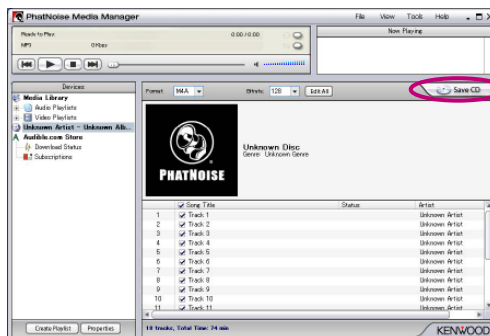 PhatNoise Media Manager
File View Tools Help
Ready to Play
0:00 / 0:00
MP3 0 Kbps
Now Playing
Devices
Media Library
Audio Playlists
Video Playlists
Unknown Artist - Unknown Alb...
Audible.com Store
Download Status
Subscriptions
Format: M4A Bitrate: 128 Edit All Save CD
PHATNOISE
Unknown Disc
Genre: Unknown Genre
Song Title Status Artist
1 Track 1 Unknown Artist
2 Track 2 Unknown Artist
3 Track 3 Unknown Artist
4 Track 4 Unknown Artist
5 Track 5 Unknown Artist
6 Track 6 Unknown Artist
7 Track 7 Unknown Artist
8 Track 8 Unknown Artist
9 Track 9 Unknown Artist
10 Track 10 Unknown Artist
11 Track 11 Unknown Artist
Create Playlist Properties
18 tracks, Total Time: 74 min
KENWOOD